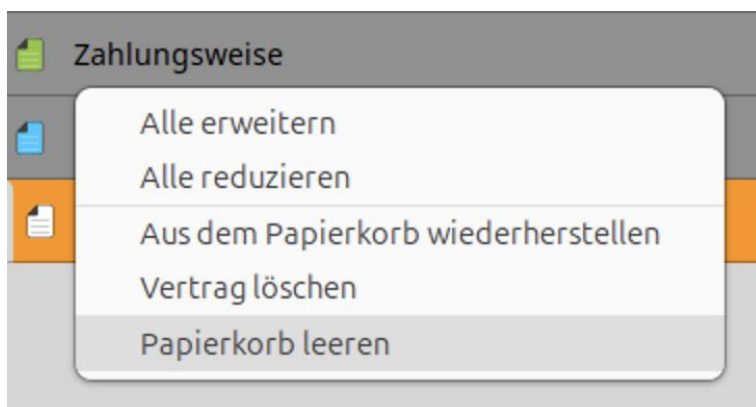 Zahlungsweise
Alle erweitern
Alle reduzieren
Aus dem Papierkorb wiederherstellen
Vertrag löschen
Papierkorb leeren